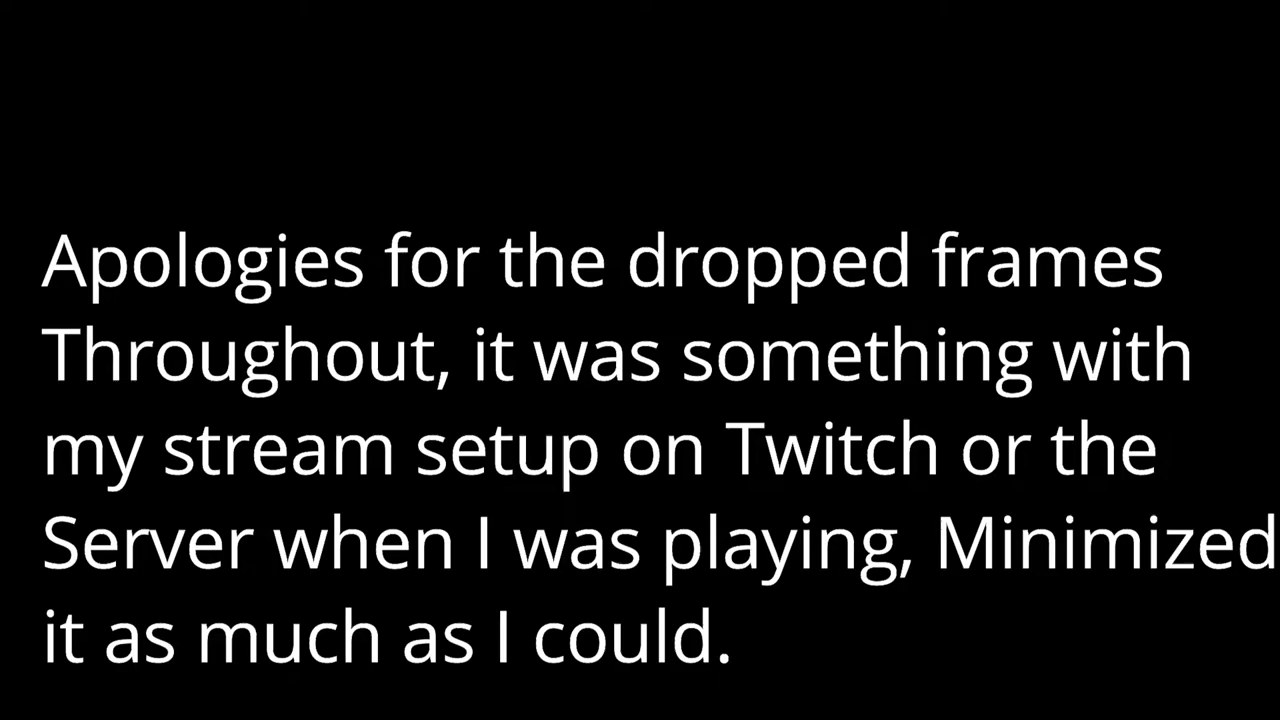 Apologies for the dropped frames
Throughout, it was something with
my stream setup on Twitch or the
Server when I was playing, Minimized
it as much as I could.